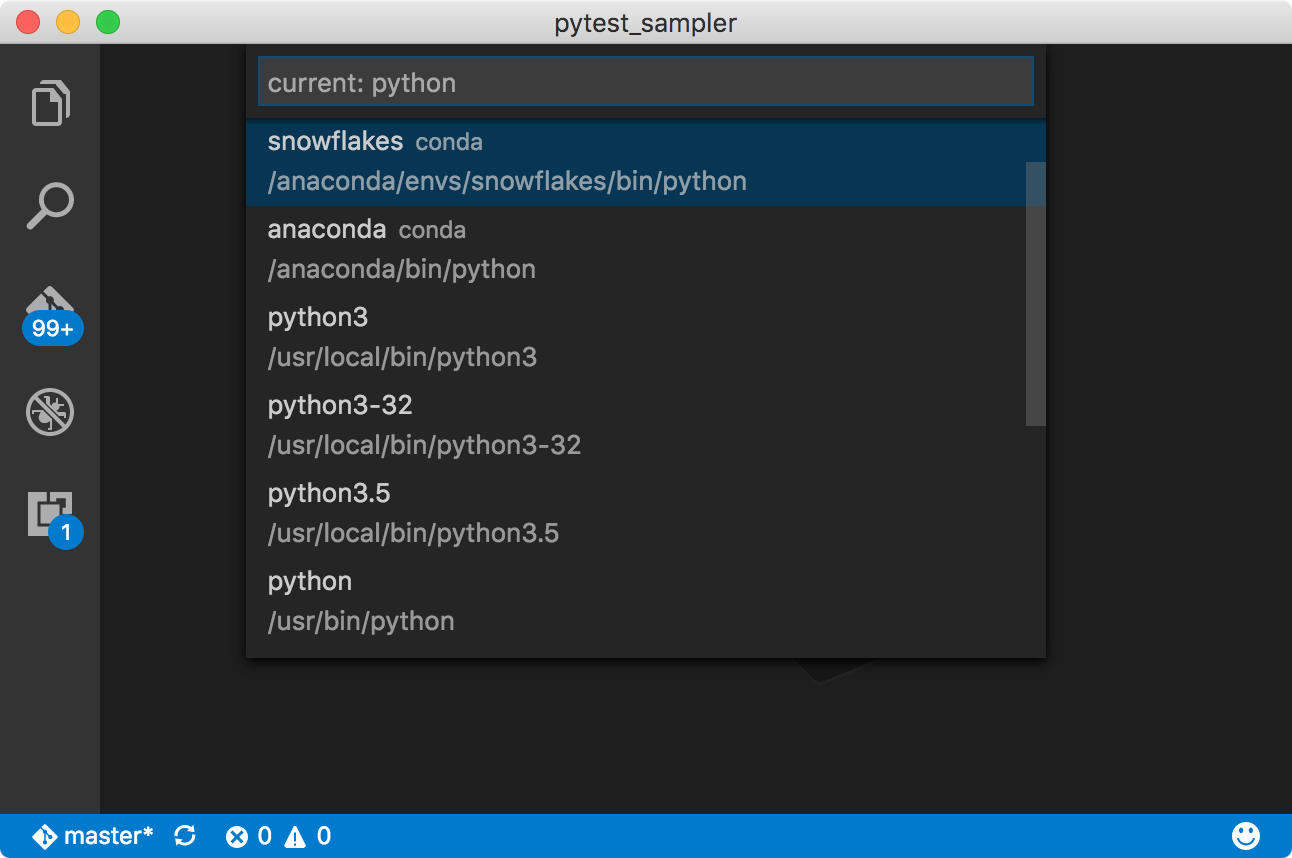 pytest_sampler
current: python
snowflakes conda
/anaconda/envs/snowflakes/bin/python
anaconda conda
/anaconda/bin/python
python3
/usr/local/bin/python3
python3-32
/usr/local/bin/python3-32
python3.5
/usr/local/bin/python3.5
python
/usr/bin/python
99+
1
master* 0 0